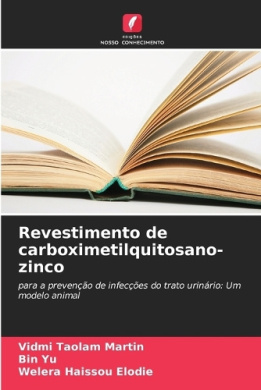 edições
NOSSO CONHECIMENTO
Revestimento de
carboximetilquitosano-
zinco
para a prevenção de infecções do trato urinário: Um
modelo animal
Vidmi Taolam Martin
Bin Yu
Welera Haissou Elodie